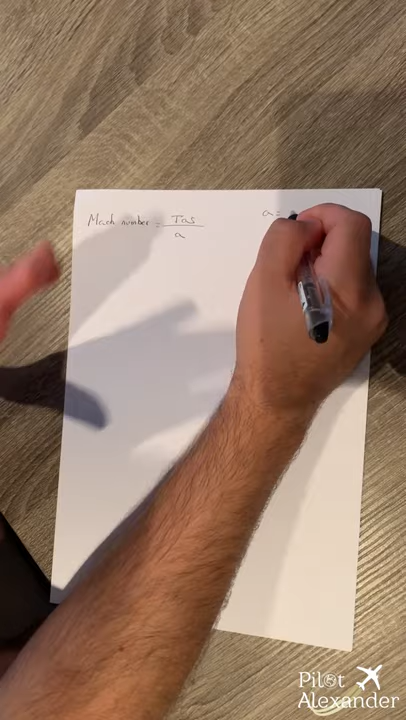 Mach number = Tas / a
a =
Pilot
Alexander